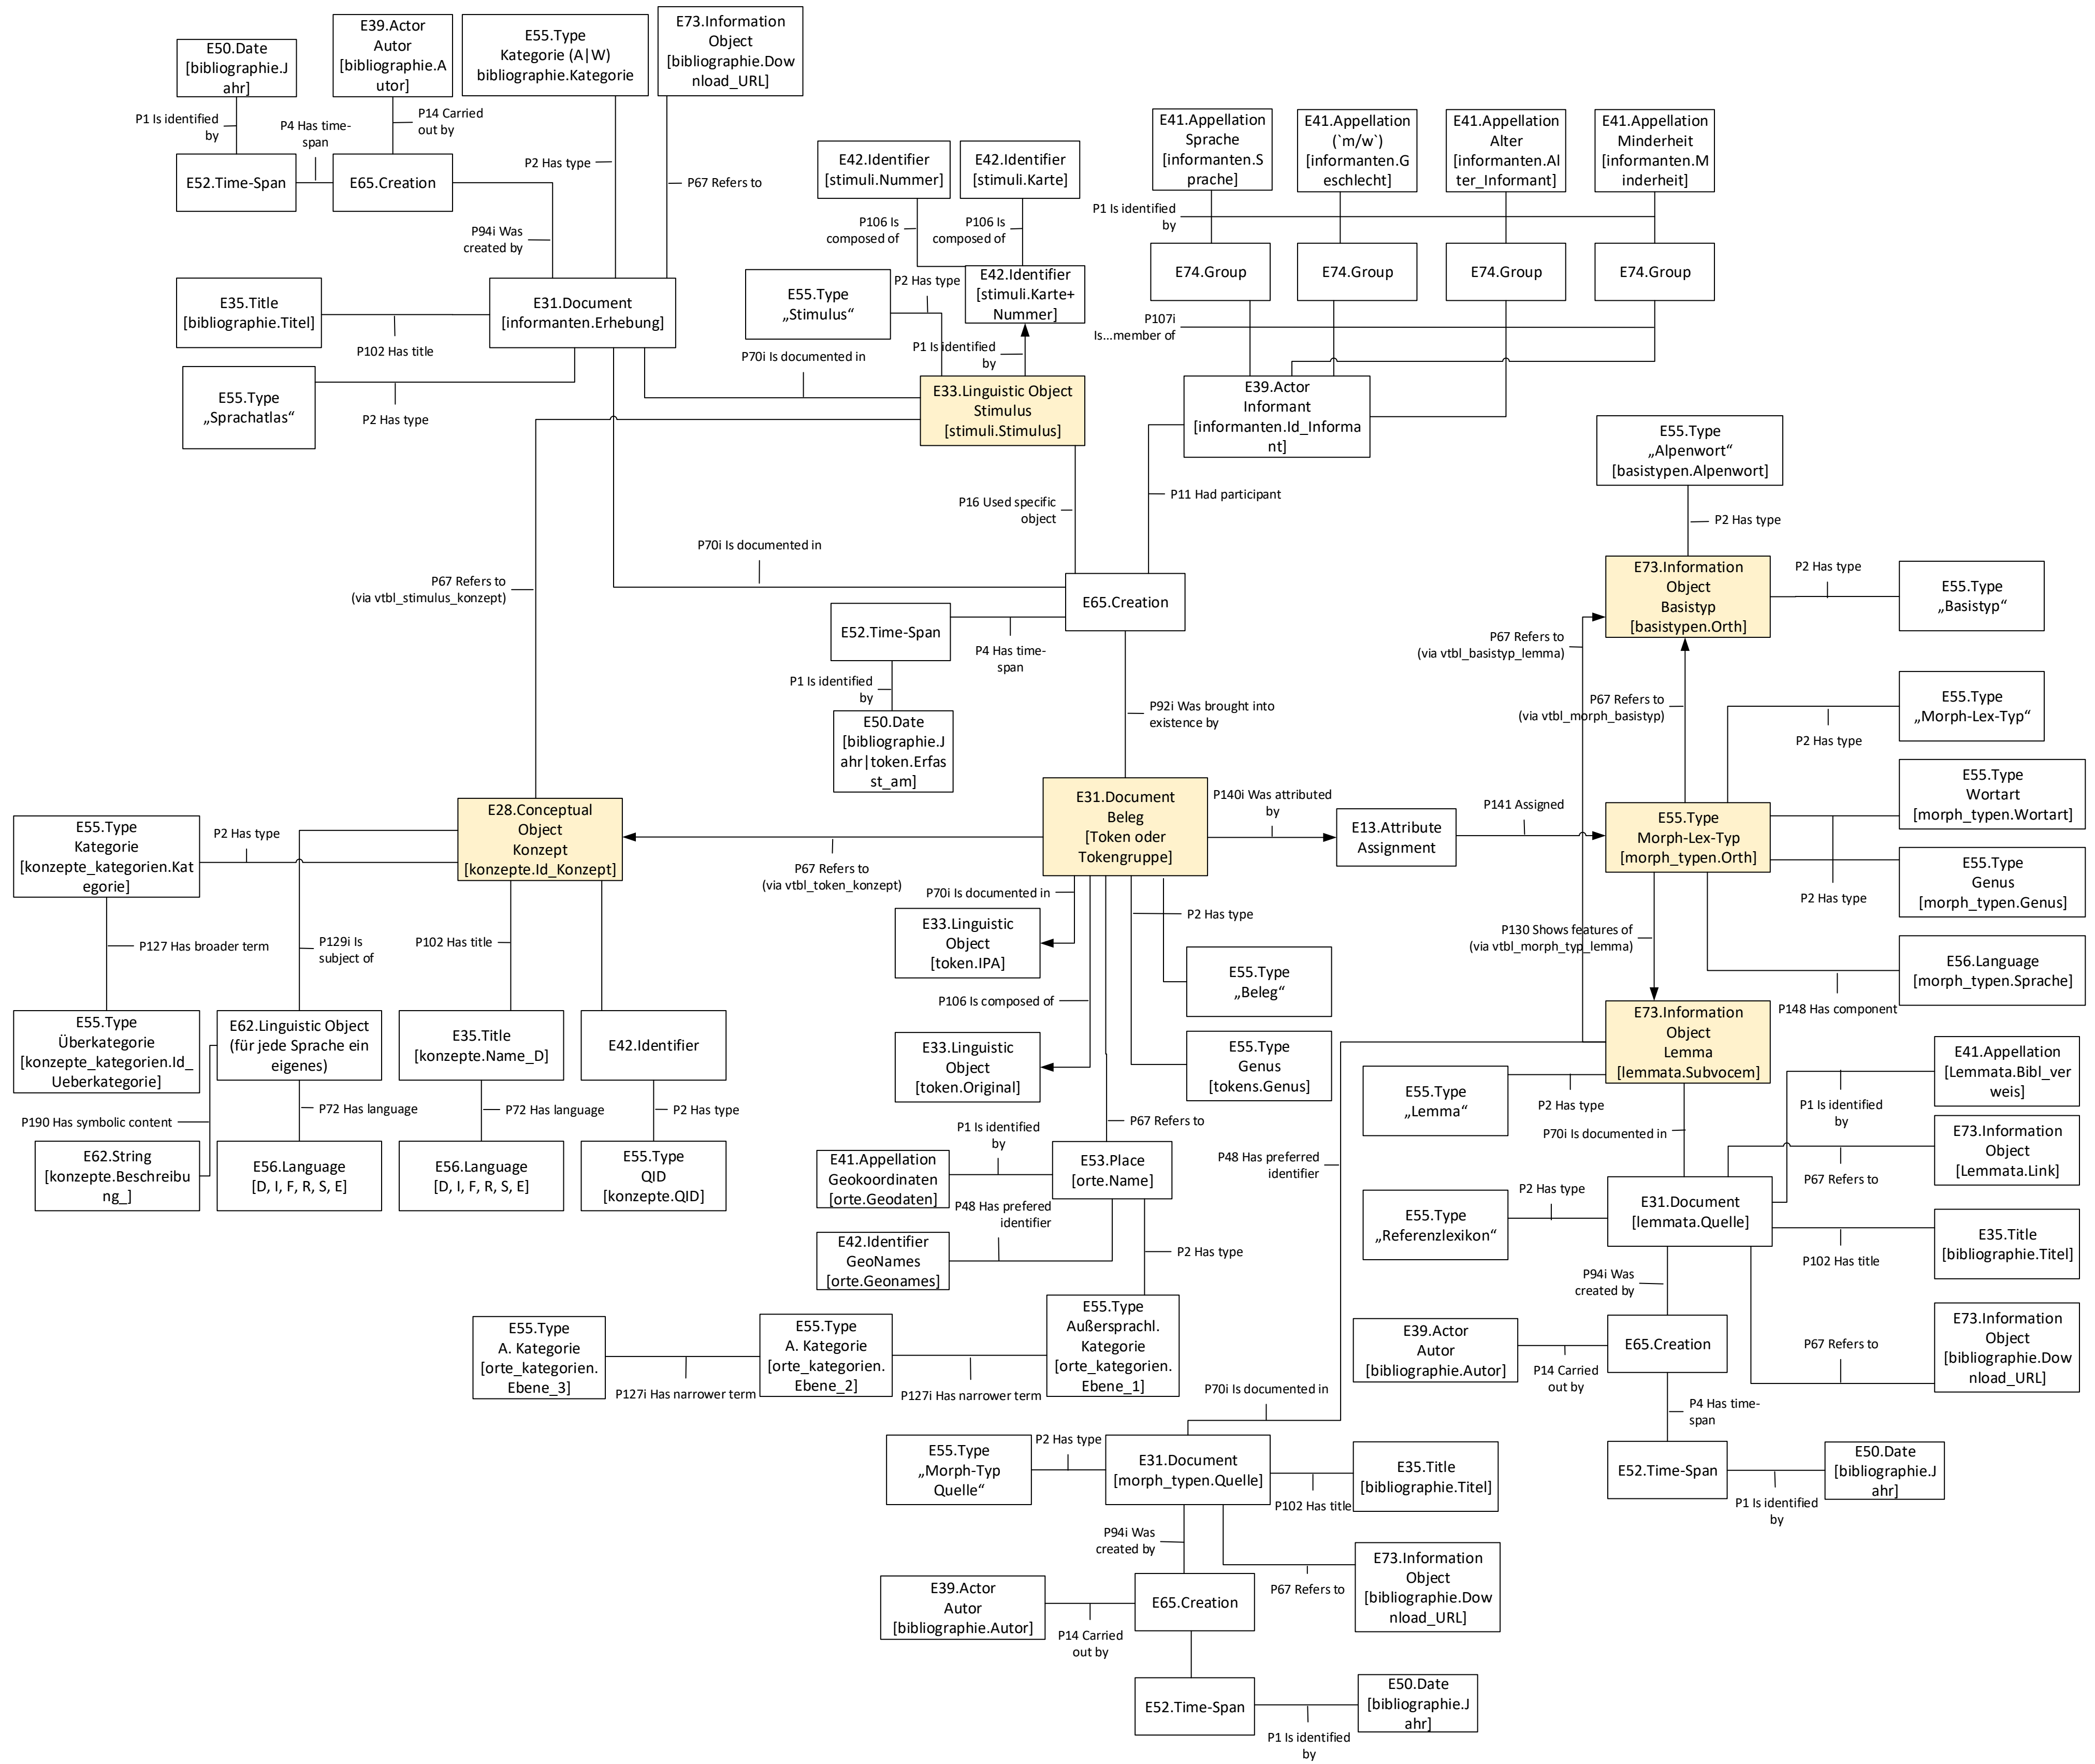 E50.Date
[bibliographie.J
ahr]
E39.Actor
Autor
[bibliographie.A
utor]
E55.Type
Kategorie (A|W)
bibliographie.Kategorie
E73.Information
Object
[bibliographie.Dow
nload_URL]
P1 Is identified
by
P4 Has time-
span
P14 Carried
out by
P2 Has type
P67 Refers to
E52.Time-Span
E65.Creation
P94i Was
created by
E35.Title
[bibliographie.Titel]
P102 Has title
E31.Document
[informanten.Erhebung]
E55.Type
„Sprachatlas“
P2 Has type
E42.Identifier
[stimuli.Nummer]
E42.Identifier
[stimuli.Karte]
P106 Is
composed of
P106 Is
composed of
E55.Type
„Stimulus“
P2 Has type
E42.Identifier
[stimuli.Karte+
Nummer]
P1 Is identified
by
P70i Is documented in
E33.Linguistic Object
Stimulus
[stimuli.Stimulus]
E41.Appellation
Sprache
[informanten.S
prache]
E41.Appellation
(`m/w`)
[informanten.G
eschlecht]
E41.Appellation
Alter
[informanten.Al
ter_Informant]
E41.Appellation
Minderheit
[informanten.M
inderheit]
P1 Is identified
by
E74.Group
E74.Group
E74.Group
E74.Group
P107i
Is...member of
E39.Actor
Informant
[informanten.Id_Informa
nt]
P16 Used specific
object
P11 Had participant
P70i Is documented in
P67 Refers to
(via vtbl_stimulus_konzept)
E65.Creation
E52.Time-Span
P4 Has time-
span
P1 Is identified
by
E50.Date
[bibliographie.J
ahr|token.Erfas
st_am]
P92i Was brought into
existence by
E55.Type
„Alpenwort“
[basistypen.Alpenwort]
P2 Has type
E73.Information
Object
Basistyp
[basistypen.Orth]
P2 Has type
E55.Type
„Basistyp“
P67 Refers to
(via vtbl_basistyp_lemma)
P67 Refers to
(via vtbl_morph_basistyp)
E55.Type
„Morph-Lex-Typ“
P2 Has type
E55.Type
Kategorie
[konzepte_kategorien.Kat
egorie]
P2 Has type
E28.Conceptual
Object
Konzept
[konzepte.Id_Konzept]
P67 Refers to
(via vtbl_token_konzept)
E31.Document
Beleg
[Token oder
Tokengruppe]
P140i Was attributed
by
E13.Attribute
Assignment
P141 Assigned
E55.Type
Morph-Lex-Typ
[morph_typen.Orth]
E55.Type
Wortart
[morph_typen.Wortart]
E55.Type
Genus
[morph_typen.Genus]
P2 Has type
P127 Has broader term
P129i Is
subject of
P102 Has title
P70i Is documented in
E33.Linguistic
Object
[token.IPA]
P2 Has type
E55.Type
„Beleg“
P106 Is composed of
P130 Shows features of
(via vtbl_morph_typ_lemma)
E56.Language
[morph_typen.Sprache]
P148 Has component
E55.Type
Überkategorie
[konzepte_kategorien.Id_
Ueberkategorie]
E62.Linguistic Object
(für jede Sprache ein
eigenes)
E35.Title
[konzepte.Name_D]
E42.Identifier
E33.Linguistic
Object
[token.Original]
E55.Type
Genus
[tokens.Genus]
E73.Information
Object
Lemma
[lemmata.Subvocem]
P190 Has symbolic content
P72 Has language
P72 Has language
P2 Has type
E62.String
[konzepte.Beschreibu
ng_]
E56.Language
[D, I, F, R, S, E]
E56.Language
[D, I, F, R, S, E]
E55.Type
QID
[konzepte.QID]
P67 Refers to
P1 Is identified
by
E41.Appellation
Geokoordinaten
[orte.Geodaten]
E53.Place
[orte.Name]
P48 Has prefered
identifier
E42.Identifier
GeoNames
[orte.Geonames]
P2 Has type
P48 Has preferred
identifier
E55.Type
„Lemma“
P2 Has type
P70i Is documented in
E41.Appellation
[Lemmata.Bibl_ver
weis]
P1 Is identified
by
E73.Information
Object
[Lemmata.Link]
P67 Refers to
E55.Type
„Referenzlexikon“
P2 Has type
E31.Document
[lemmata.Quelle]
E35.Title
[bibliographie.Titel]
P102 Has title
P94i Was
created by
E39.Actor
Autor
[bibliographie.Autor]
P14 Carried
out by
E65.Creation
P67 Refers to
E73.Information
Object
[bibliographie.Dow
nload_URL]
P4 Has time-
span
E52.Time-Span
P1 Is identified
by
E50.Date
[bibliographie.J
ahr]
E55.Type
A. Kategorie
[orte_kategorien.
Ebene_3]
P127i Has narrower term
E55.Type
A. Kategorie
[orte_kategorien.
Ebene_2]
P127i Has narrower term
E55.Type
Außersprachl.
Kategorie
[orte_kategorien.
Ebene_1]
P70i Is documented in
E55.Type
„Morph-Typ
Quelle“
P2 Has type
E31.Document
[morph_typen.Quelle]
P102 Has title
E35.Title
[bibliographie.Titel]
P94i Was
created by
P67 Refers to
E73.Information
Object
[bibliographie.Dow
nload_URL]
E39.Actor
Autor
[bibliographie.Autor]
P14 Carried
out by
E65.Creation
E52.Time-Span
P1 Is identified
by
E50.Date
[bibliographie.J
ahr]